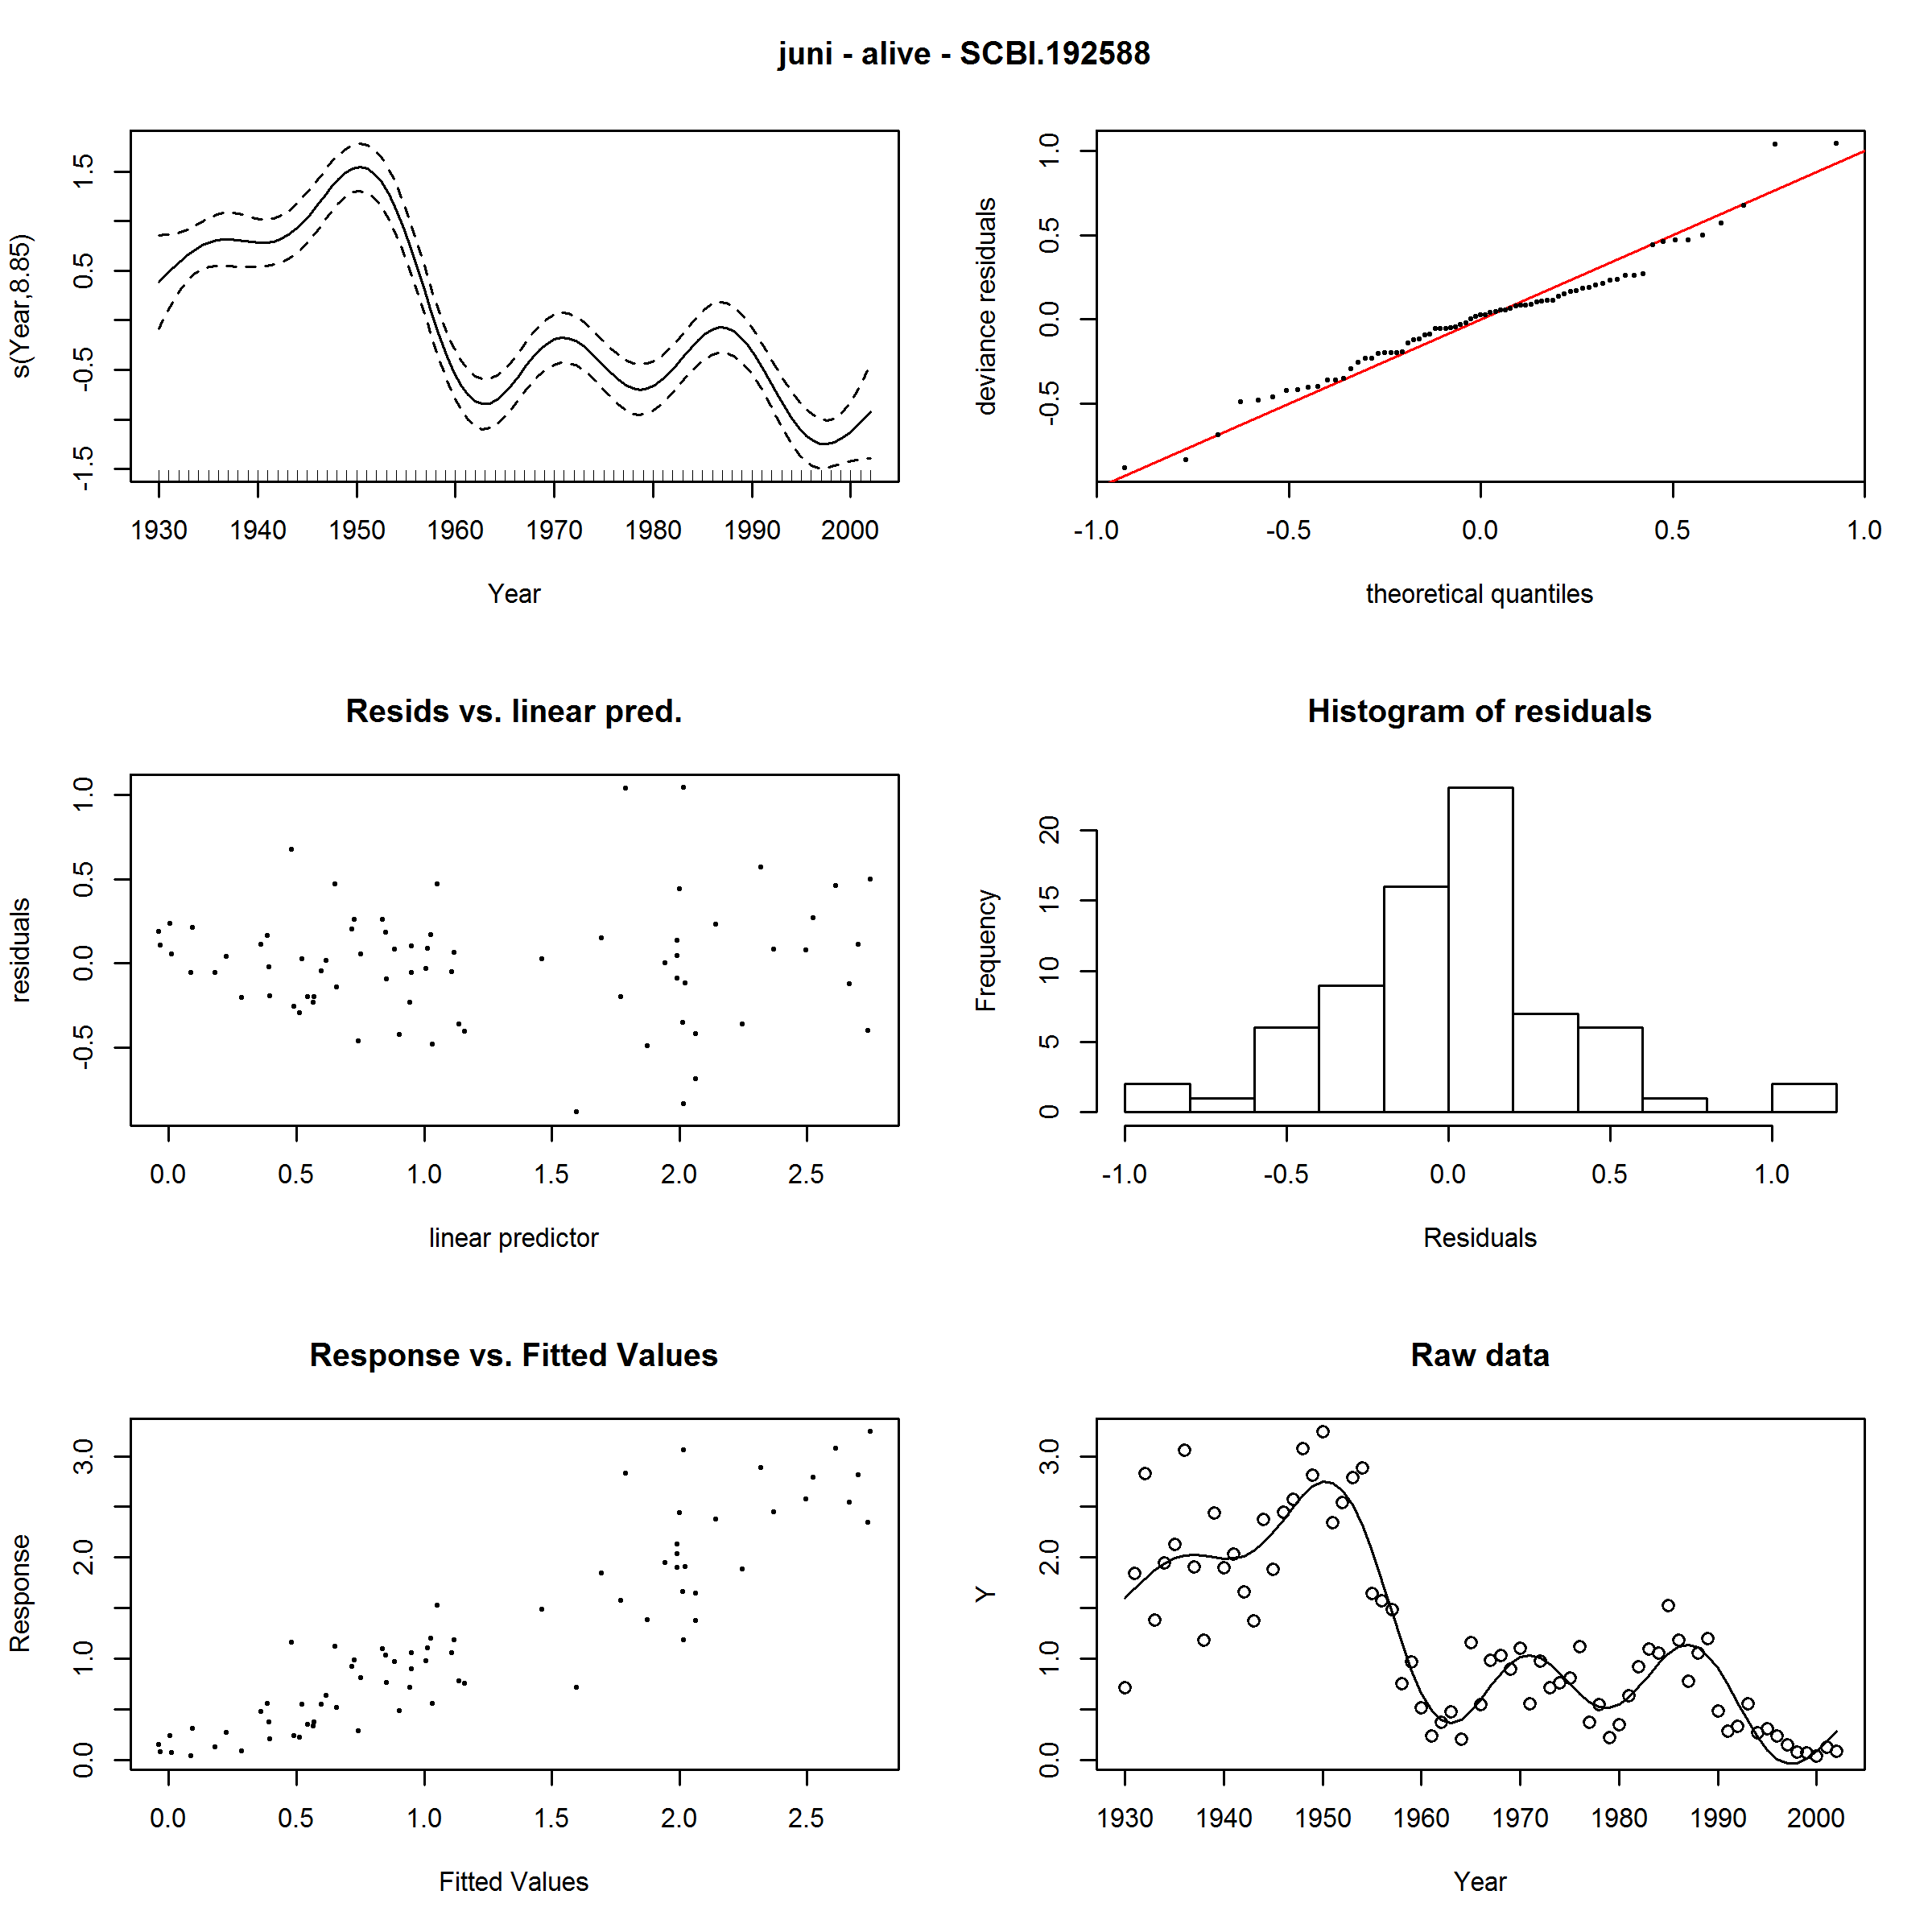 juni - alive - SCBI.192588
s(Year,8.85)
-1.5 -0.5 0.5 1.5
1930 1940 1950 1960 1970 1980 1990 2000
Year
deviance residuals
-0.5 0.0 0.5 1.0
-1.0 -0.5 0.0 0.5 1.0
theoretical quantiles
Resids vs. linear pred.
residuals
-0.5 0.0 0.5 1.0
0.0 0.5 1.0 1.5 2.0 2.5
linear predictor
Histogram of residuals
Frequency
0 5 10 15 20
-1.0 -0.5 0.0 0.5 1.0
Residuals
Response vs. Fitted Values
Response
0.0 1.0 2.0 3.0
0.0 0.5 1.0 1.5 2.0 2.5
Fitted Values
Raw data
Y
0.0 1.0 2.0 3.0
1930 1940 1950 1960 1970 1980 1990 2000
Year